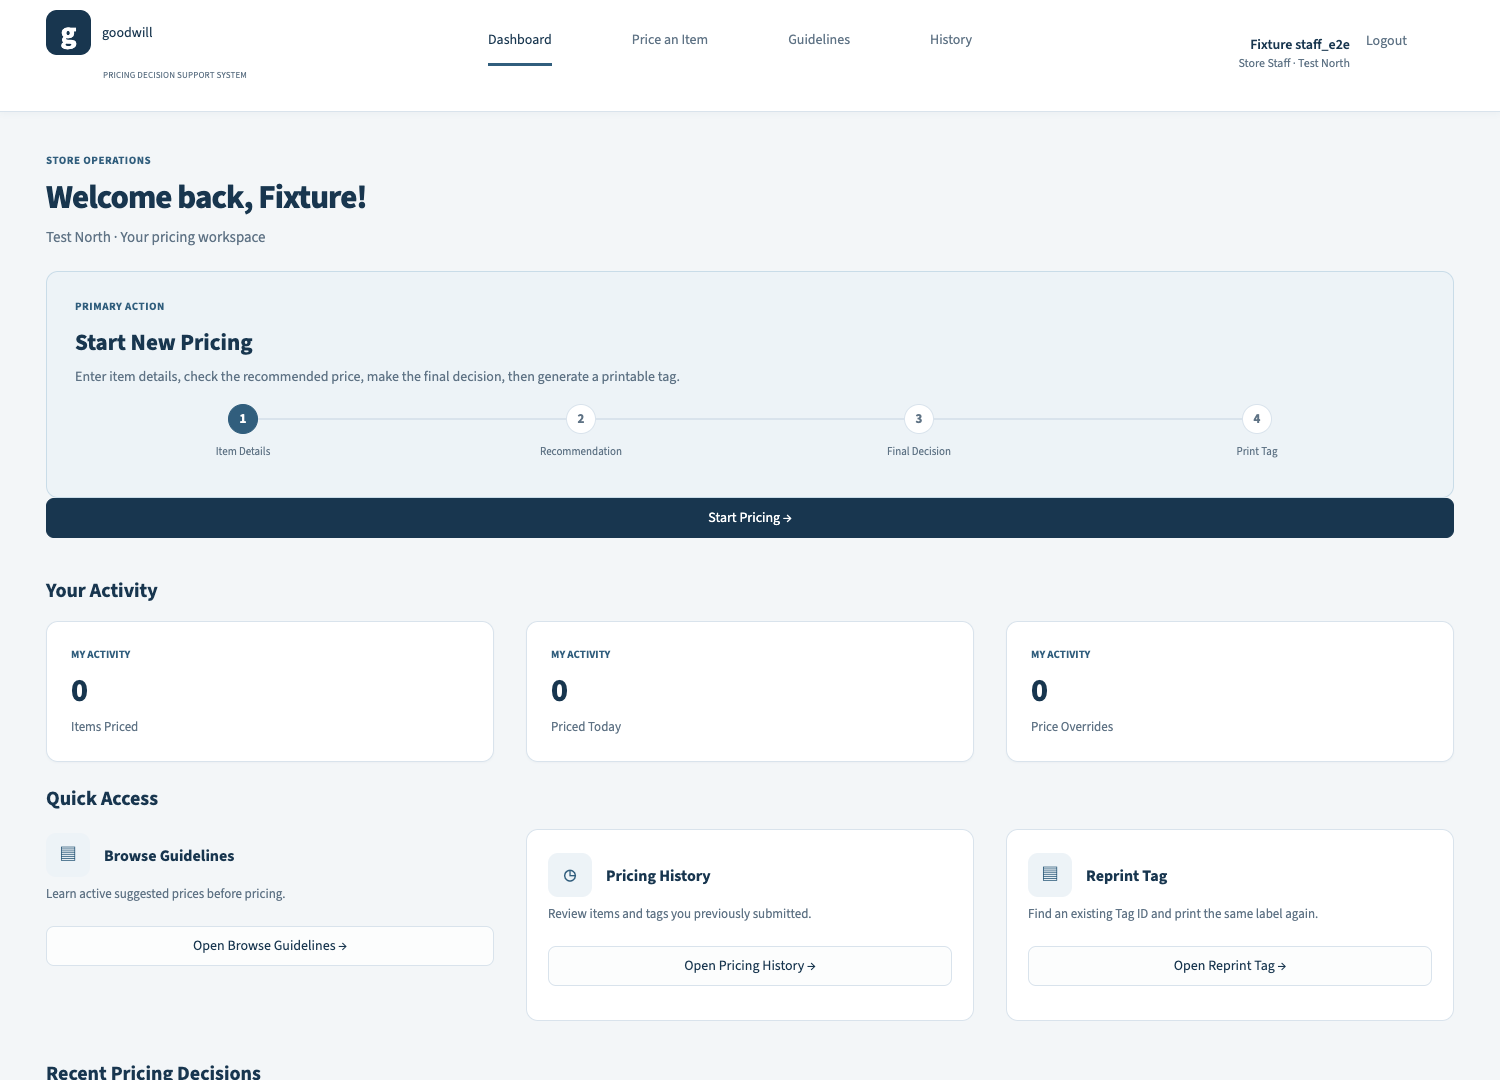 g goodwill
PRICING DECISION SUPPORT SYSTEM
Dashboard
Price an Item
Guidelines
History
Fixture staff_e2e
Store Staff · Test North
Logout
STORE OPERATIONS
Welcome back, Fixture!
Test North · Your pricing workspace
PRIMARY ACTION
Start New Pricing
Enter item details, check the recommended price, make the final decision, then generate a printable tag.
1
Item Details
2
Recommendation
3
Final Decision
4
Print Tag
Start Pricing →
Your Activity
MY ACTIVITY
0
Items Priced
MY ACTIVITY
0
Priced Today
MY ACTIVITY
0
Price Overrides
Quick Access
Browse Guidelines
Learn active suggested prices before pricing.
Open Browse Guidelines →
Pricing History
Review items and tags you previously submitted.
Open Pricing History →
Reprint Tag
Find an existing Tag ID and print the same label again.
Open Reprint Tag →
Recent Pricing Decisions